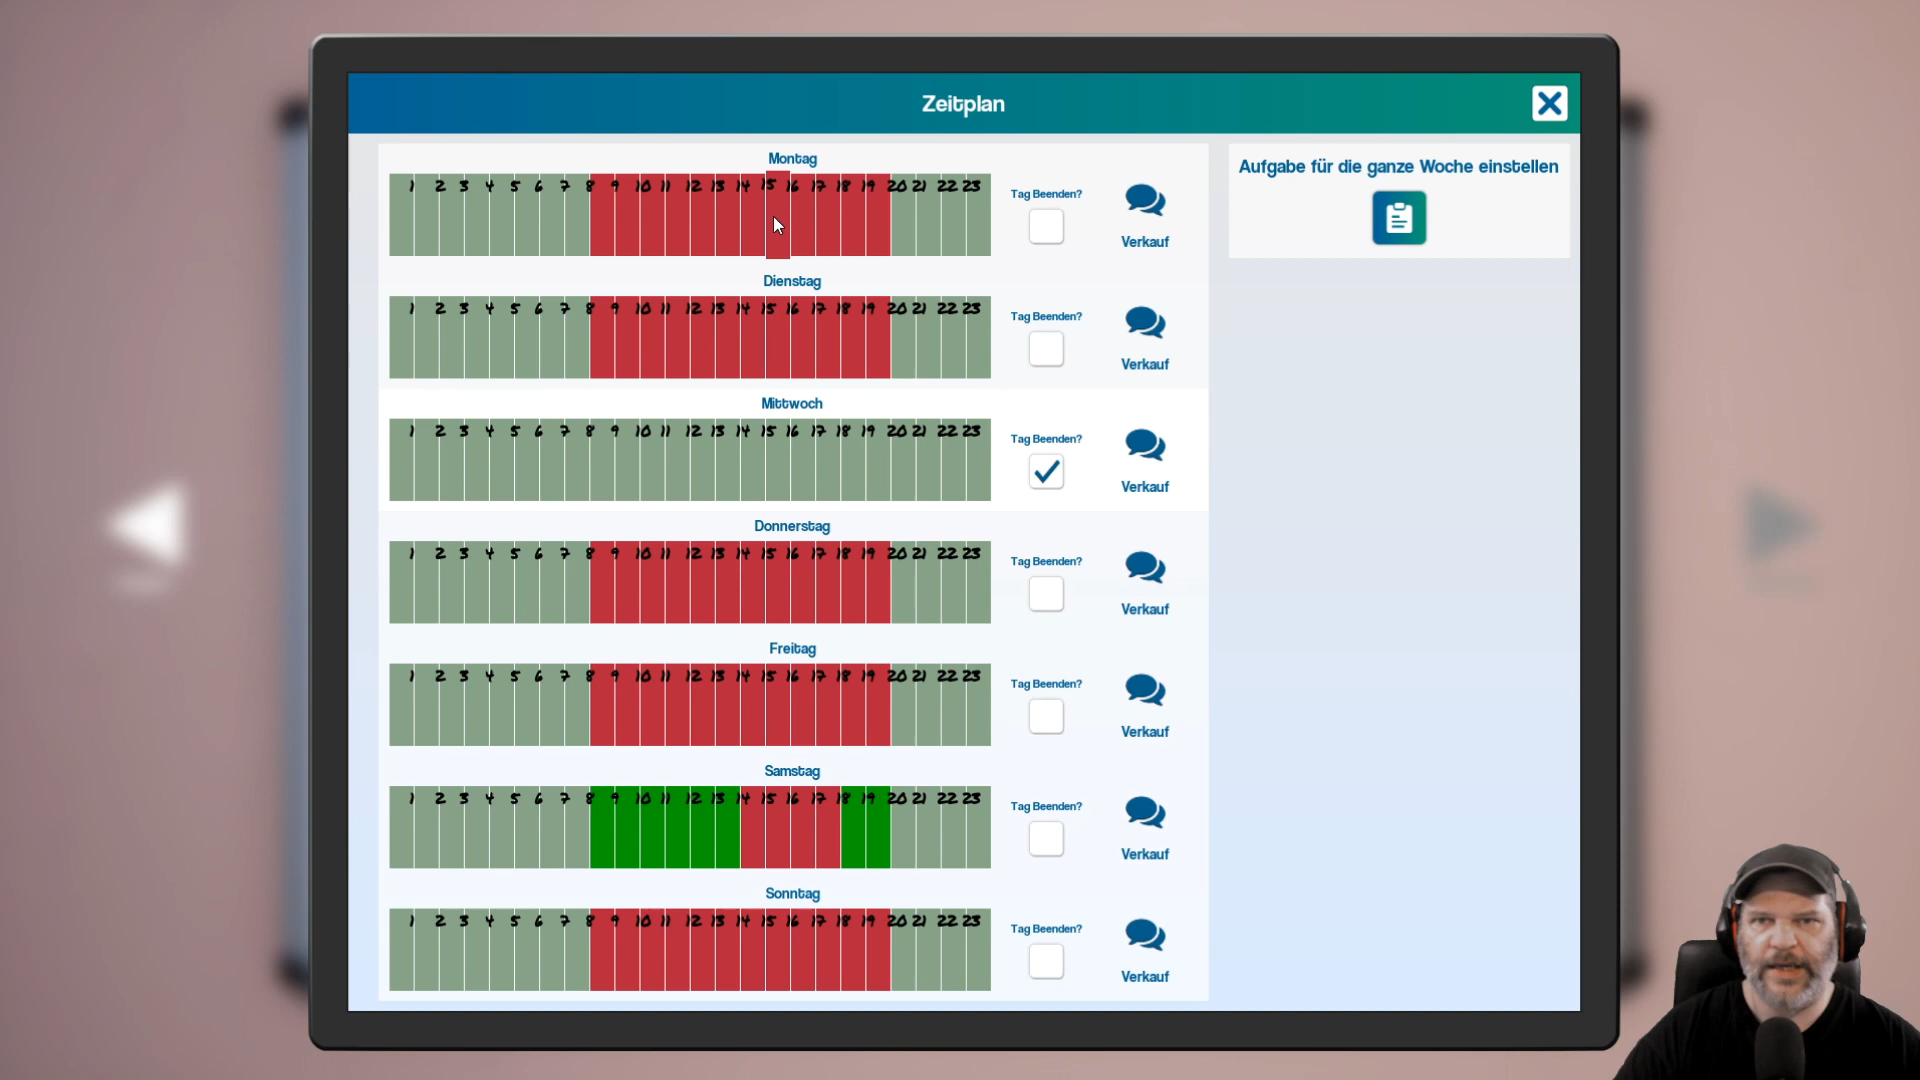 Zeitplan
Montag
1 2 3 4 5 6 7 8 9 10 11 12 13 14 15 16 17 18 19 20 21 22 23
Tag Beenden?
Verkauf
Aufgabe für die ganze Woche einstellen
Dienstag
1 2 3 4 5 6 7 8 9 10 11 12 13 14 15 16 17 18 19 20 21 22 23
Tag Beenden?
Verkauf
Mittwoch
1 2 3 4 5 6 7 8 9 10 11 12 13 14 15 16 17 18 19 20 21 22 23
Tag Beenden?
Verkauf
Donnerstag
1 2 3 4 5 6 7 8 9 10 11 12 13 14 15 16 17 18 19 20 21 22 23
Tag Beenden?
Verkauf
Freitag
1 2 3 4 5 6 7 8 9 10 11 12 13 14 15 16 17 18 19 20 21 22 23
Tag Beenden?
Verkauf
Samstag
1 2 3 4 5 6 7 8 9 10 11 12 13 14 15 16 17 18 19 20 21 22 23
Tag Beenden?
Verkauf
Sonntag
1 2 3 4 5 6 7 8 9 10 11 12 13 14 15 16 17 18 19 20 21 22 23
Tag Beenden?
Verkauf